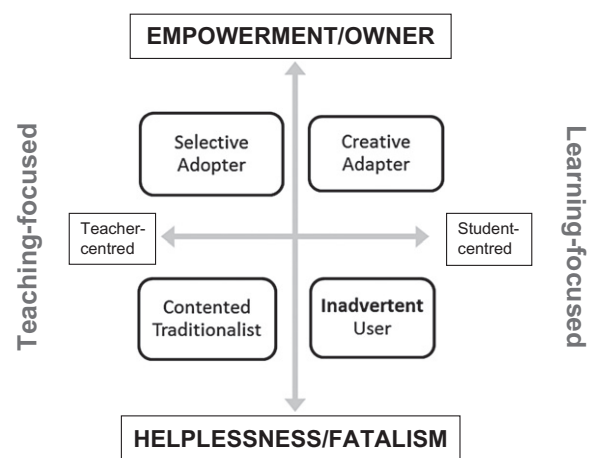 EMPOWERMENT/OWNER
Teaching-focused
Selective
Adopter
Creative
Adapter
Learning-focused
Teacher-
centred
Student-
centred
Contented
Traditionalist
Inadvertent
User
HELPLESSNESS/FATALISM